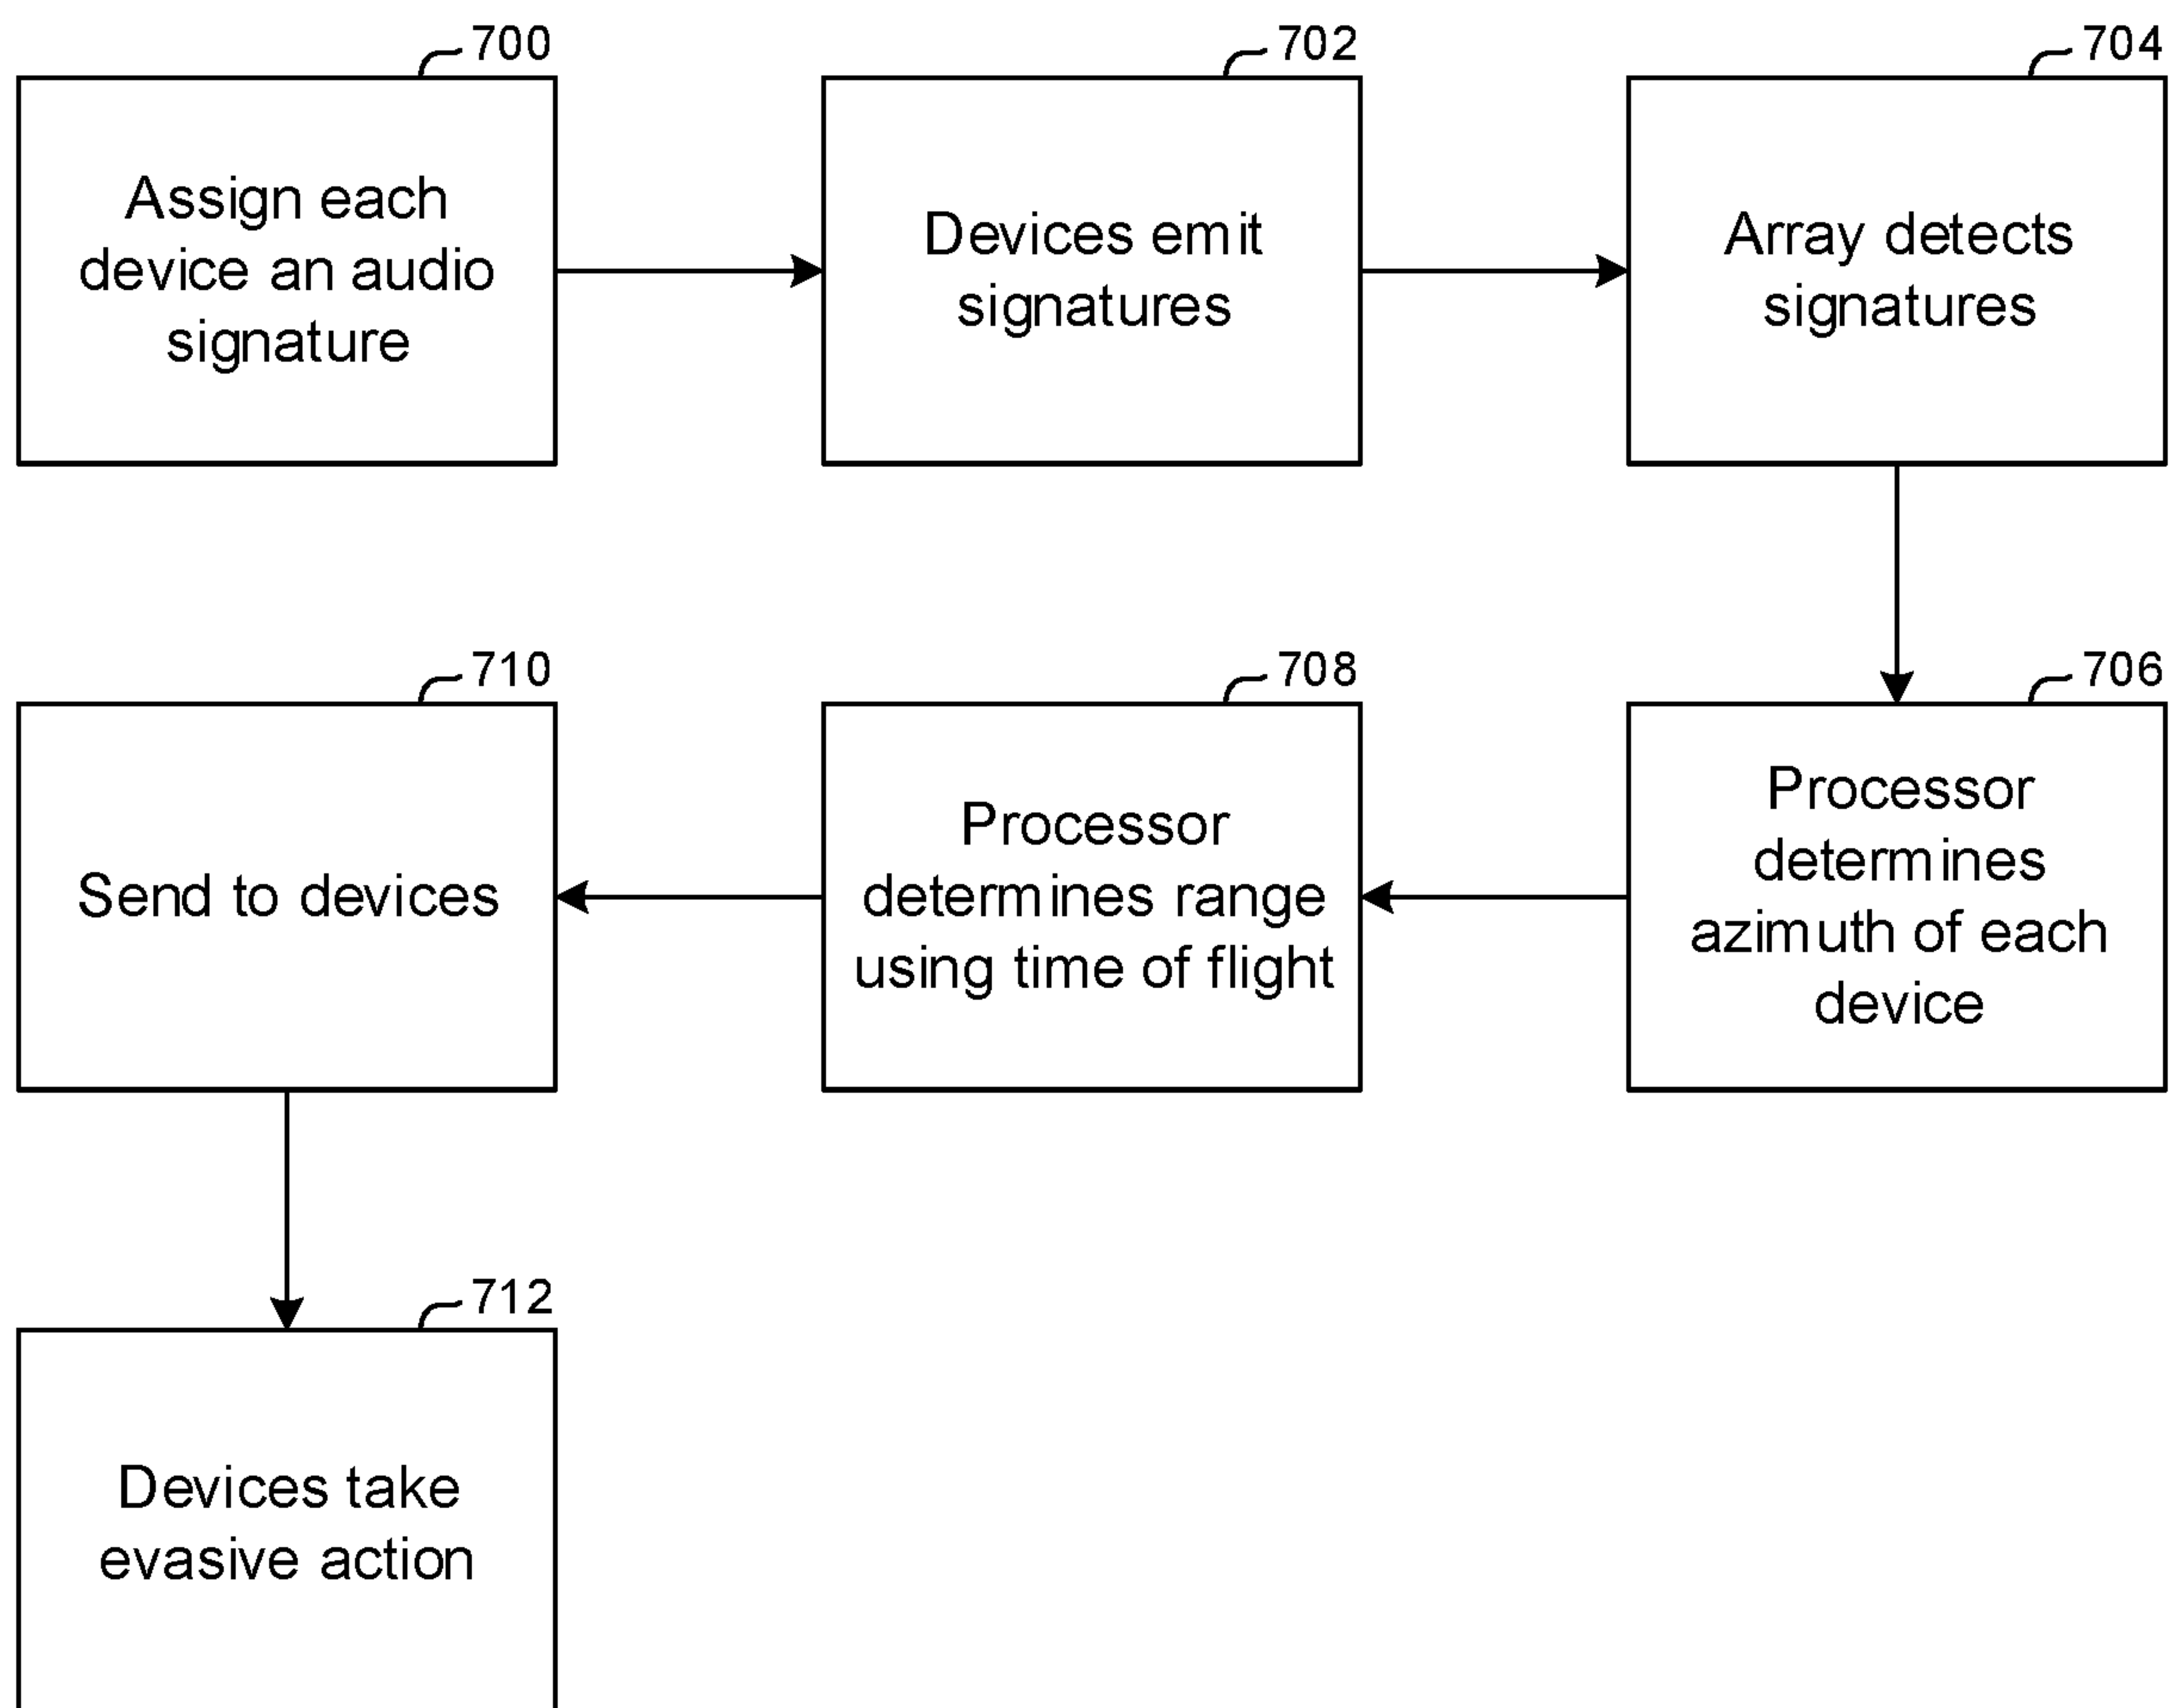 700
Assign each
device an audio
signature
702
Devices emit
signatures
704
Array detects
signatures
706
Processor
determines
azimuth of each
device
708
Processor
determines range
using time of flight
710
Send to devices
712
Devices take
evasive action